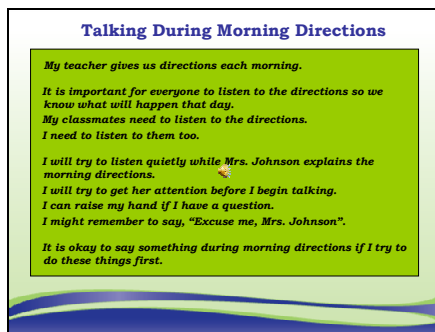 Talking During Morning Directions
My teacher gives us directions each morning.
It is important for everyone to listen to the directions so we
know what will happen that day.
My classmates need to listen to the directions.
I need to listen to them too.
I will try to listen quietly while Mrs. Johnson explains the
morning directions.
I will try to get her attention before I begin talking.
I can raise my hand if I have a question.
I might remember to say, “Excuse me, Mrs. Johnson”.
It is okay to say something during morning directions if I try to
do these things first.